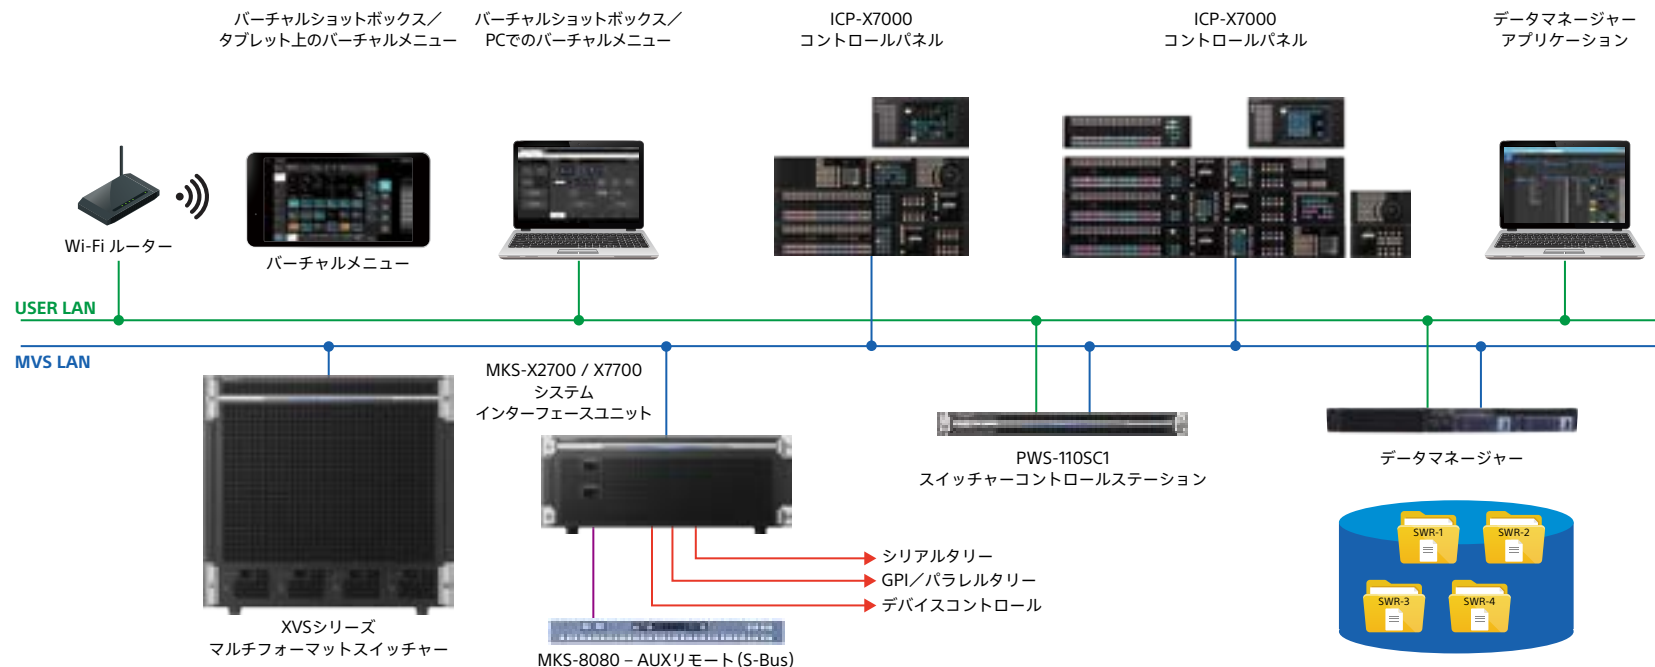 バーチャルショットボックス／
タブレット上のバーチャルメニュー
バーチャルショットボックス／
PCでのバーチャルメニュー
ICP-X7000
コントロールパネル
ICP-X7000
コントロールパネル
データマネージャー
アプリケーション
Wi-Fi ルーター
バーチャルメニュー
USER LAN
MVS LAN
MKS-X2700 / X7700
システム
インターフェースユニット
PWS-110SC1
スイッチャーコントロールステーション
データマネージャー
SWR-1
SWR-2
SWR-3
SWR-4
シリアルタリー
GPI／パラレルタリー
デバイスコントロール
XVSシリーズ
マルチフォーマットスイッチャー
MKS-8080 – AUXリモート（S-Bus）